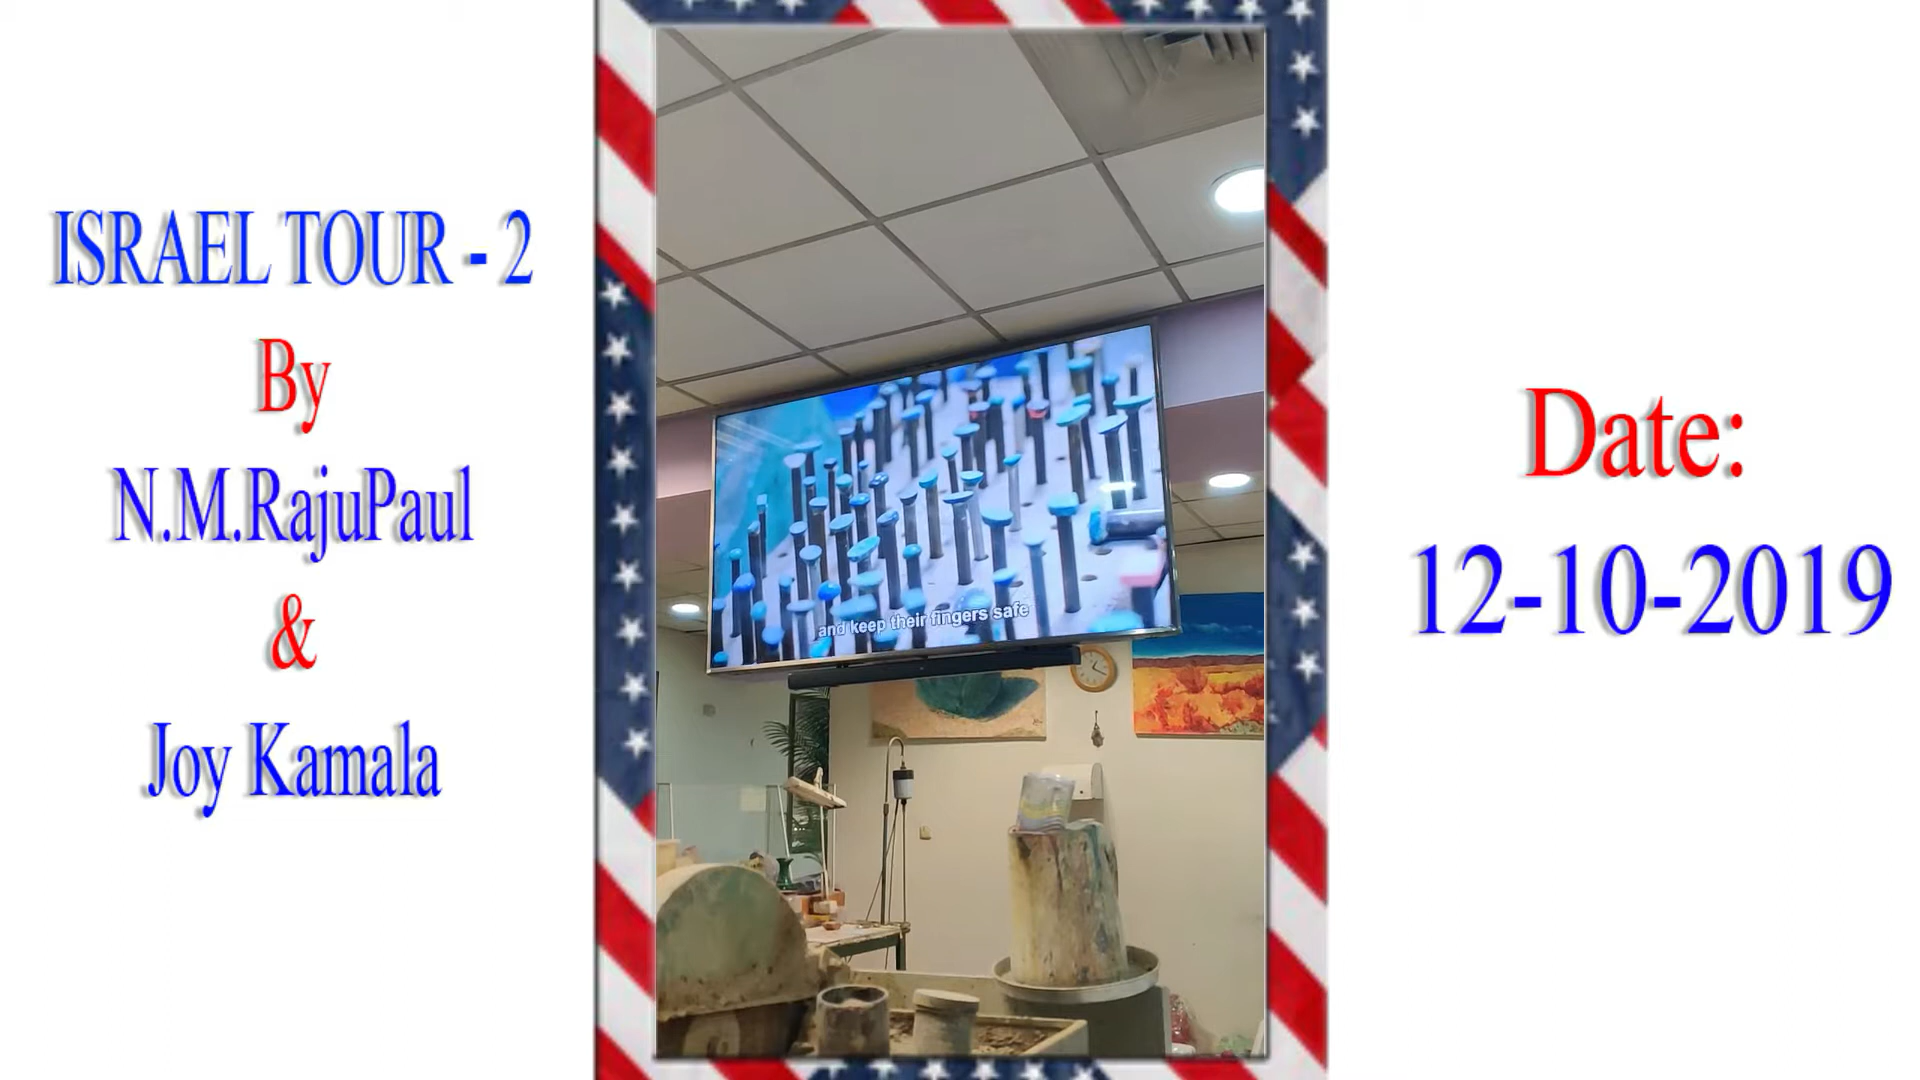 ISRAEL TOUR - 2
By
N.M.RajuPaul
&
Joy Kamala
and keep their fingers safe
Date:
12-10-2019